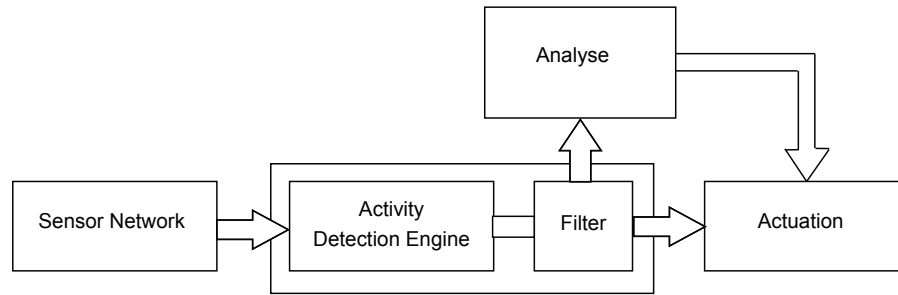 Analyse
Sensor Network
Activity
Detection Engine
Filter
Actuation